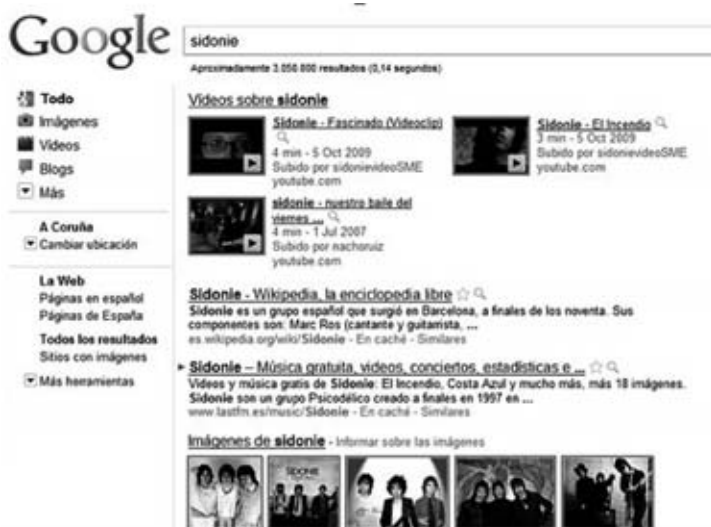 Google
sidonie
Aproximadamente 3.050.000 resultados (0,14 segundos)
Todo
Imágenes
Vídeos
Blogs
Más
A Coruña
Cambiar ubicación
La Web
Páginas en español
Páginas de España
Todos los resultados
Sitios con imágenes
Más herramientas
Vídeos sobre sidonie
Sidonie - Fascinado (Videoclip)
4 min - 5 Oct 2009
Subido por sidonievideoSME
youtube.com
Sidonie - El Incendio
3 min - 5 Oct 2009
Subido por sidonievideoSME
youtube.com
sidonie - nuestro baile del
viernes ...
4 min - 1 Jul 2007
Subido por nachoruiz
youtube.com
Sidonie - Wikipedia, la enciclopedia libre
Sidonie es un grupo español que surgió en Barcelona, a finales de los noventa. Sus
componentes son: Marc Ros (cantante y guitarrista, ...
es.wikipedia.org/wiki/Sidonie - En caché - Similares
Sidonie – Música gratuita, videos, conciertos, estadísticas e ...
Videos y música gratis de Sidonie: El Incendio, Costa Azul y mucho más, más 18 imágenes.
Sidonie son un grupo Psicodélico creado a finales en 1997 en ...
www.lastfm.es/music/Sidonie - En caché - Similares
Imágenes de sidonie - Informar sobre las imágenes
SIDONIE